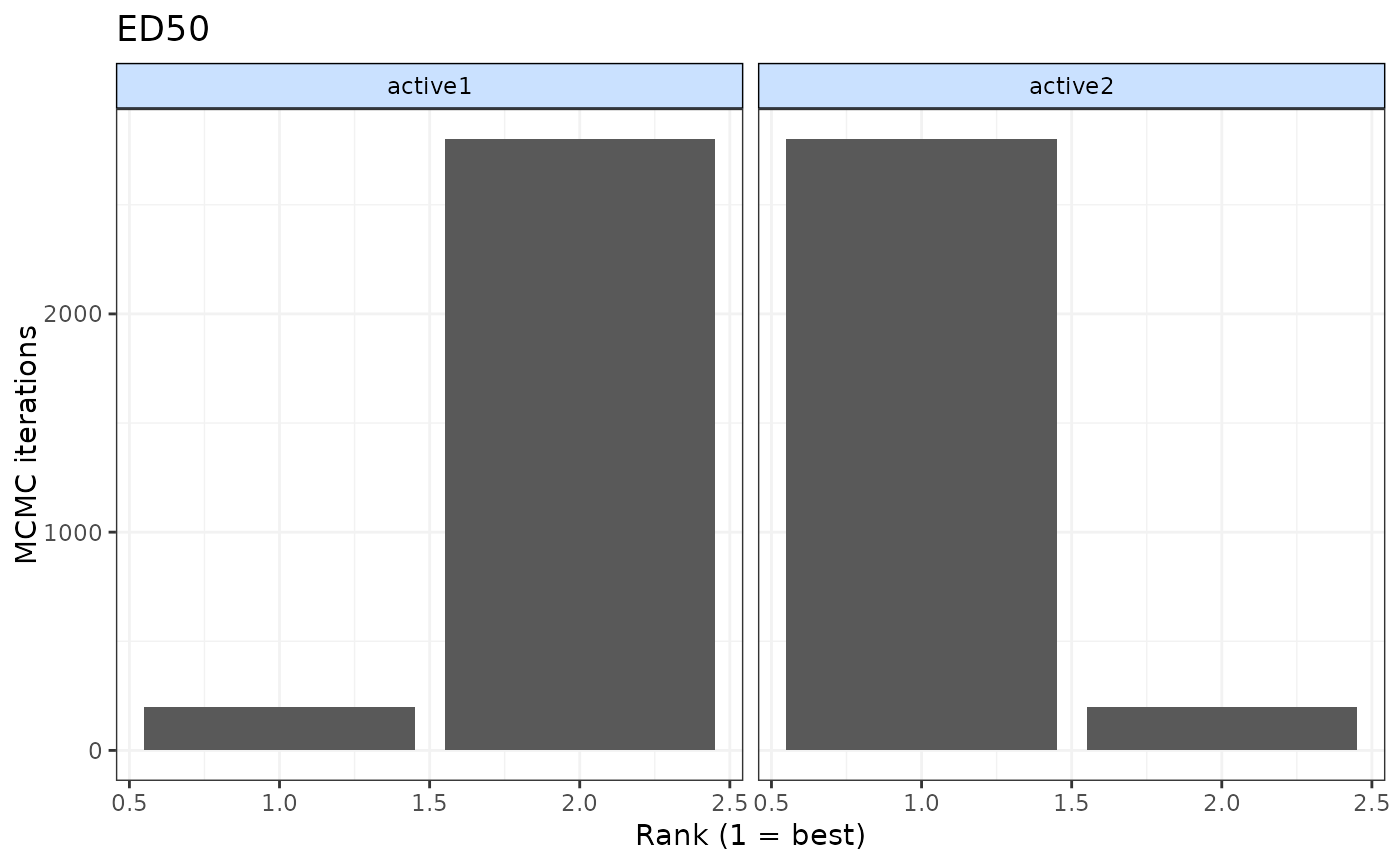 ED50
active1 active2
MCMC iterations
2000
1000
0
0.5 1.0 1.5 2.0 2.5 0.5 1.0 1.5 2.0 2.5
Rank (1 = best)